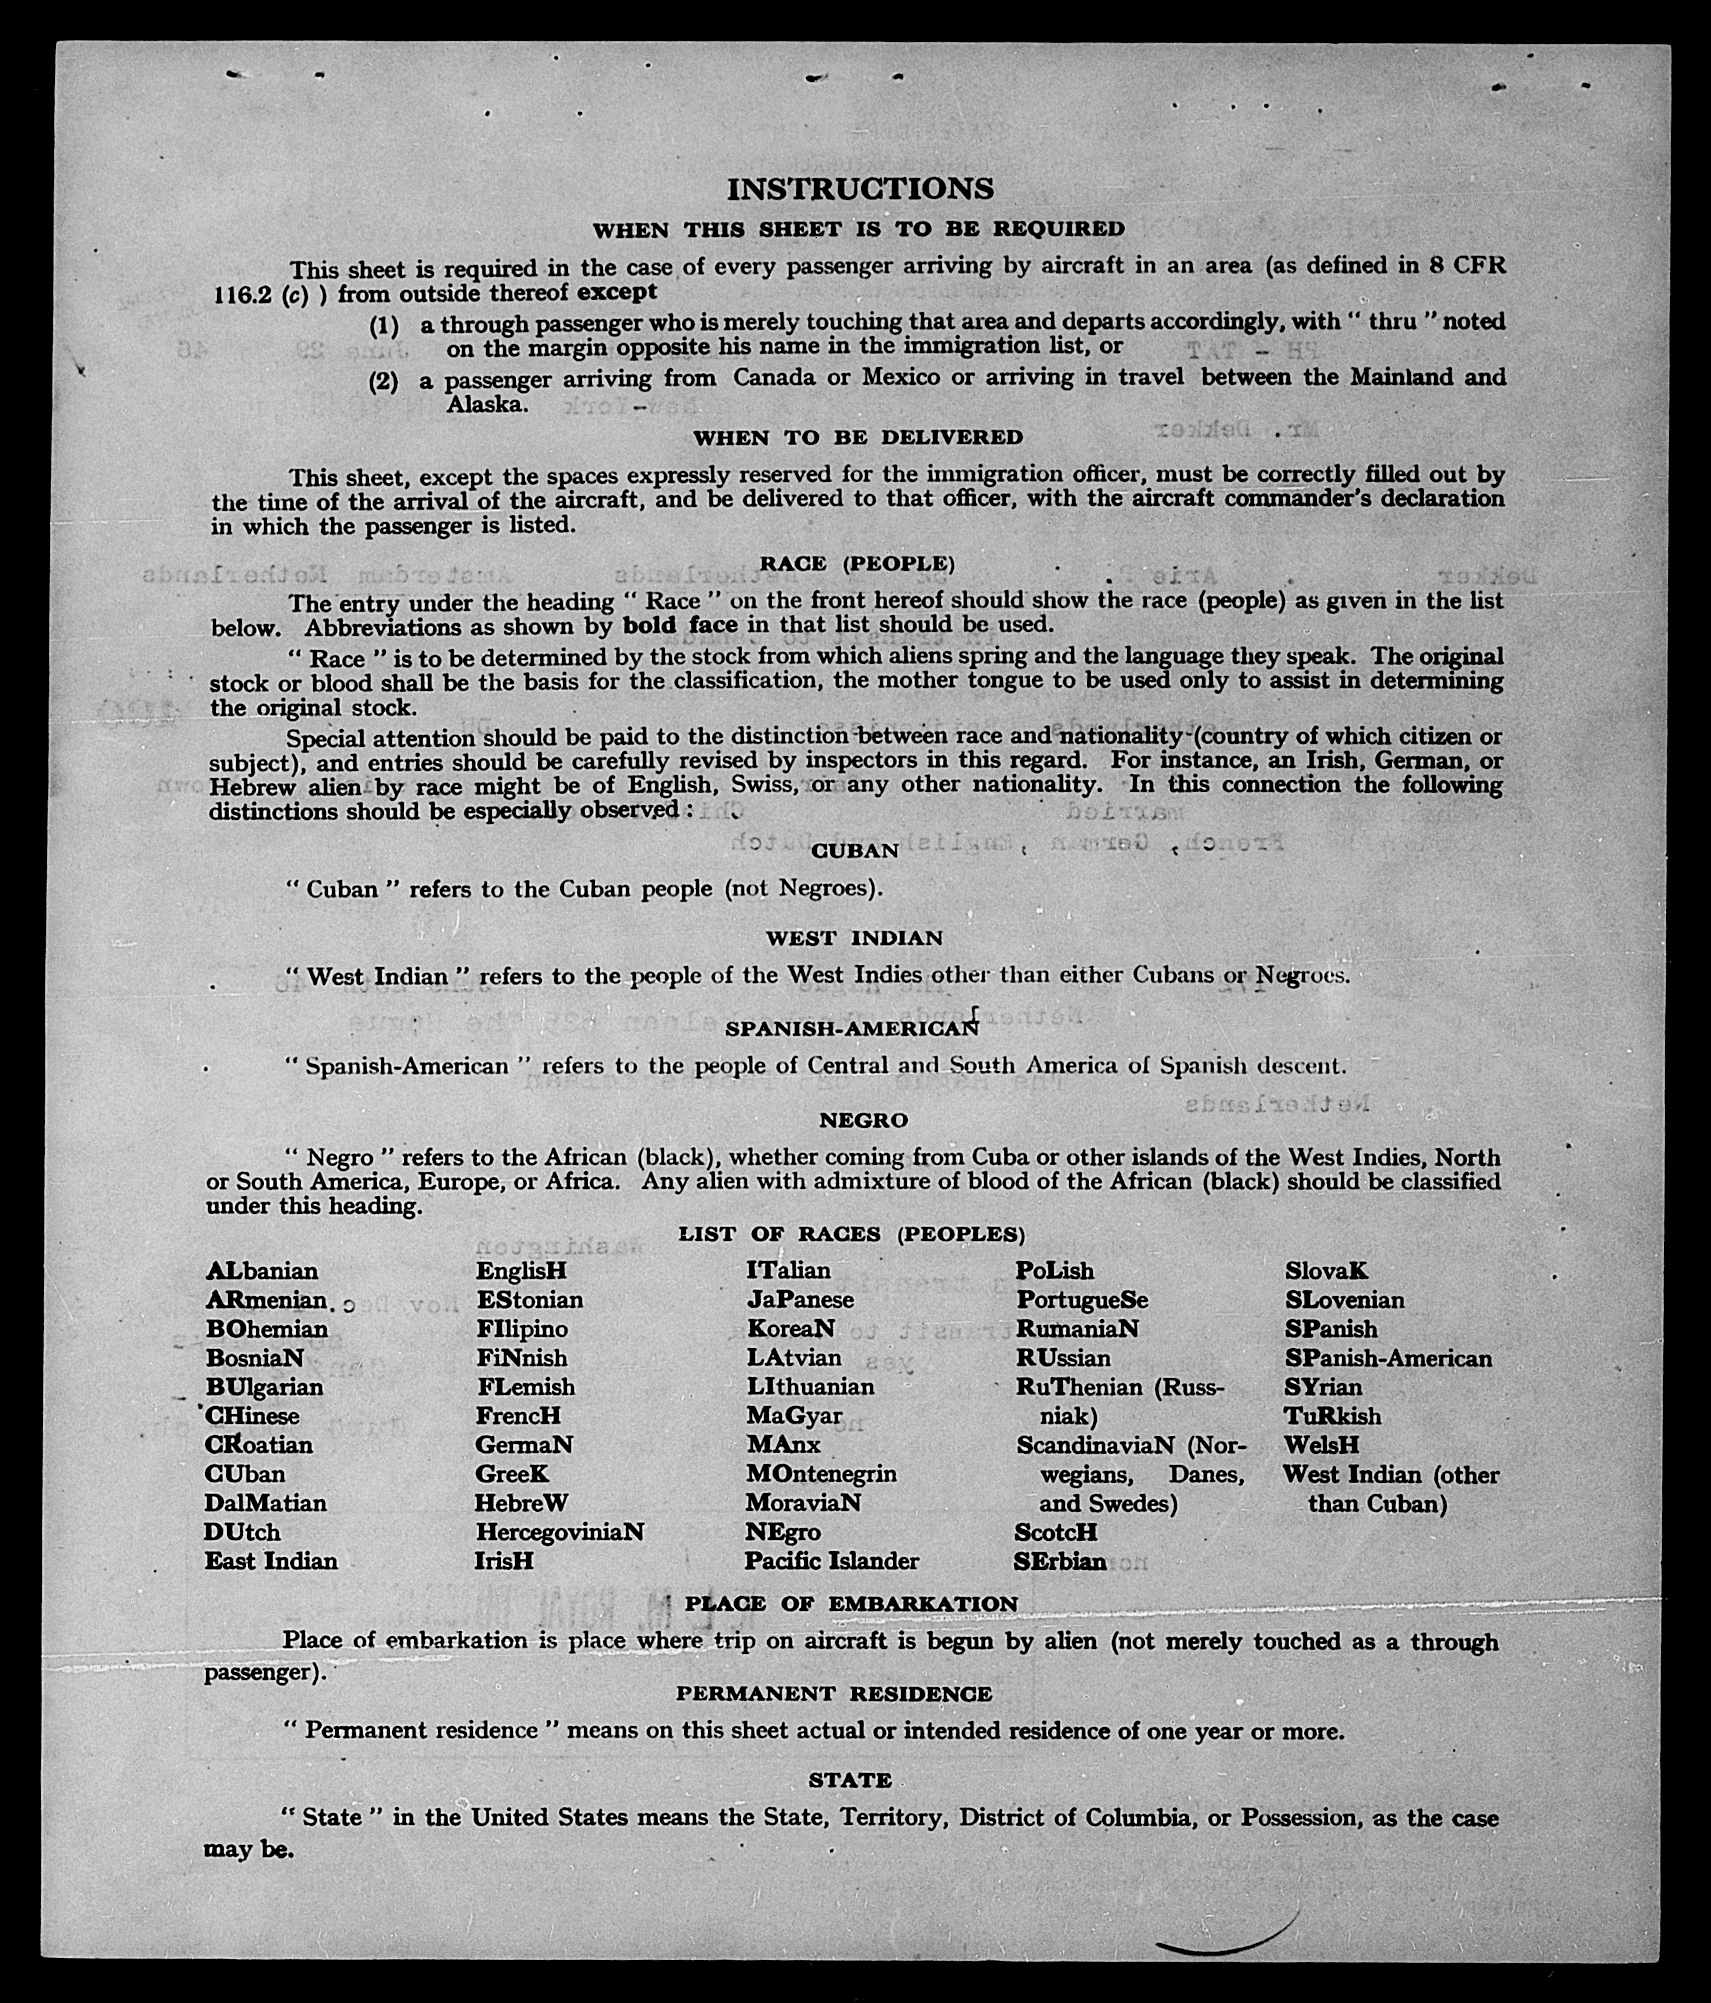 INSTRUCTIONS
WHEN THIS SHEET IS TO BE REQUIRED
This sheet is required in the case of every passenger arriving by aircraft in an area (as defined in 8 CFR
116.2 (c) ) from outside thereof except
(1) a through passenger who is merely touching that area and departs accordingly, with “ thru ” noted
on the margin opposite his name in the immigration list, or
(2) a passenger arriving from Canada or Mexico or arriving in travel between the Mainland and
Alaska.
WHEN TO BE DELIVERED
This sheet, except the spaces expressly reserved for the immigration officer, must be correctly filled out by
the time of the arrival of the aircraft, and be delivered to that officer, with the aircraft commander's declaration
in which the passenger is listed.
RACE (PEOPLE)
The entry under the heading “ Race ” on the front hereof should show the race (people) as given in the list
below. Abbreviations as shown by bold face in that list should be used.
“ Race ” is to be determined by the stock from which aliens spring and the language they speak. The original
stock or blood shall be the basis for the classification, the mother tongue to be used only to assist in determining
the original stock.
Special attention should be paid to the distinction between race and nationality (country of which citizen or
subject), and entries should be carefully revised by inspectors in this regard. For instance, an Irish, German, or
Hebrew alien by race might be of English, Swiss, or any other nationality. In this connection the following
distinctions should be especially observed :
CUBAN
“ Cuban ” refers to the Cuban people (not Negroes).
WEST INDIAN
“ West Indian ” refers to the people of the West Indies other than either Cubans or Negroes.
SPANISH-AMERICAN
“ Spanish-American ” refers to the people of Central and South America of Spanish descent.
NEGRO
“ Negro ” refers to the African (black), whether coming from Cuba or other islands of the West Indies, North
or South America, Europe, or Africa. Any alien with admixture of blood of the African (black) should be classified
under this heading.
LIST OF RACES (PEOPLES)
ALbanian
ARmenian
BOhemian
BosniaN
BUlgarian
CHinese
CRoatian
CUban
DalMatian
DUtch
East Indian
EnglisH
EStonian
FIlipino
FiNnish
FLemish
FrencH
GermaN
GreeK
HebreW
HercegoviniaN
IrisH
ITalian
JaPanese
KoreaN
LAtvian
LIthuanian
MaGyar
MAnx
MOntenegrin
MoraviaN
NEgro
Pacific Islander
PoLish
PortugueSe
RumaniaN
RUssian
RuThenian (Russ-
niak)
ScandinaviaN (Nor-
wegians, Danes,
and Swedes)
ScotcH
SErbian
SlovaK
SLovenian
SPanish
SPanish-American
SYrian
TuRkish
WelsH
West Indian (other
than Cuban)
PLACE OF EMBARKATION
Place of embarkation is place where trip on aircraft is begun by alien (not merely touched as a through
passenger).
PERMANENT RESIDENCE
“ Permanent residence ” means on this sheet actual or intended residence of one year or more.
STATE
“ State ” in the United States means the State, Territory, District of Columbia, or Possession, as the case
may be.